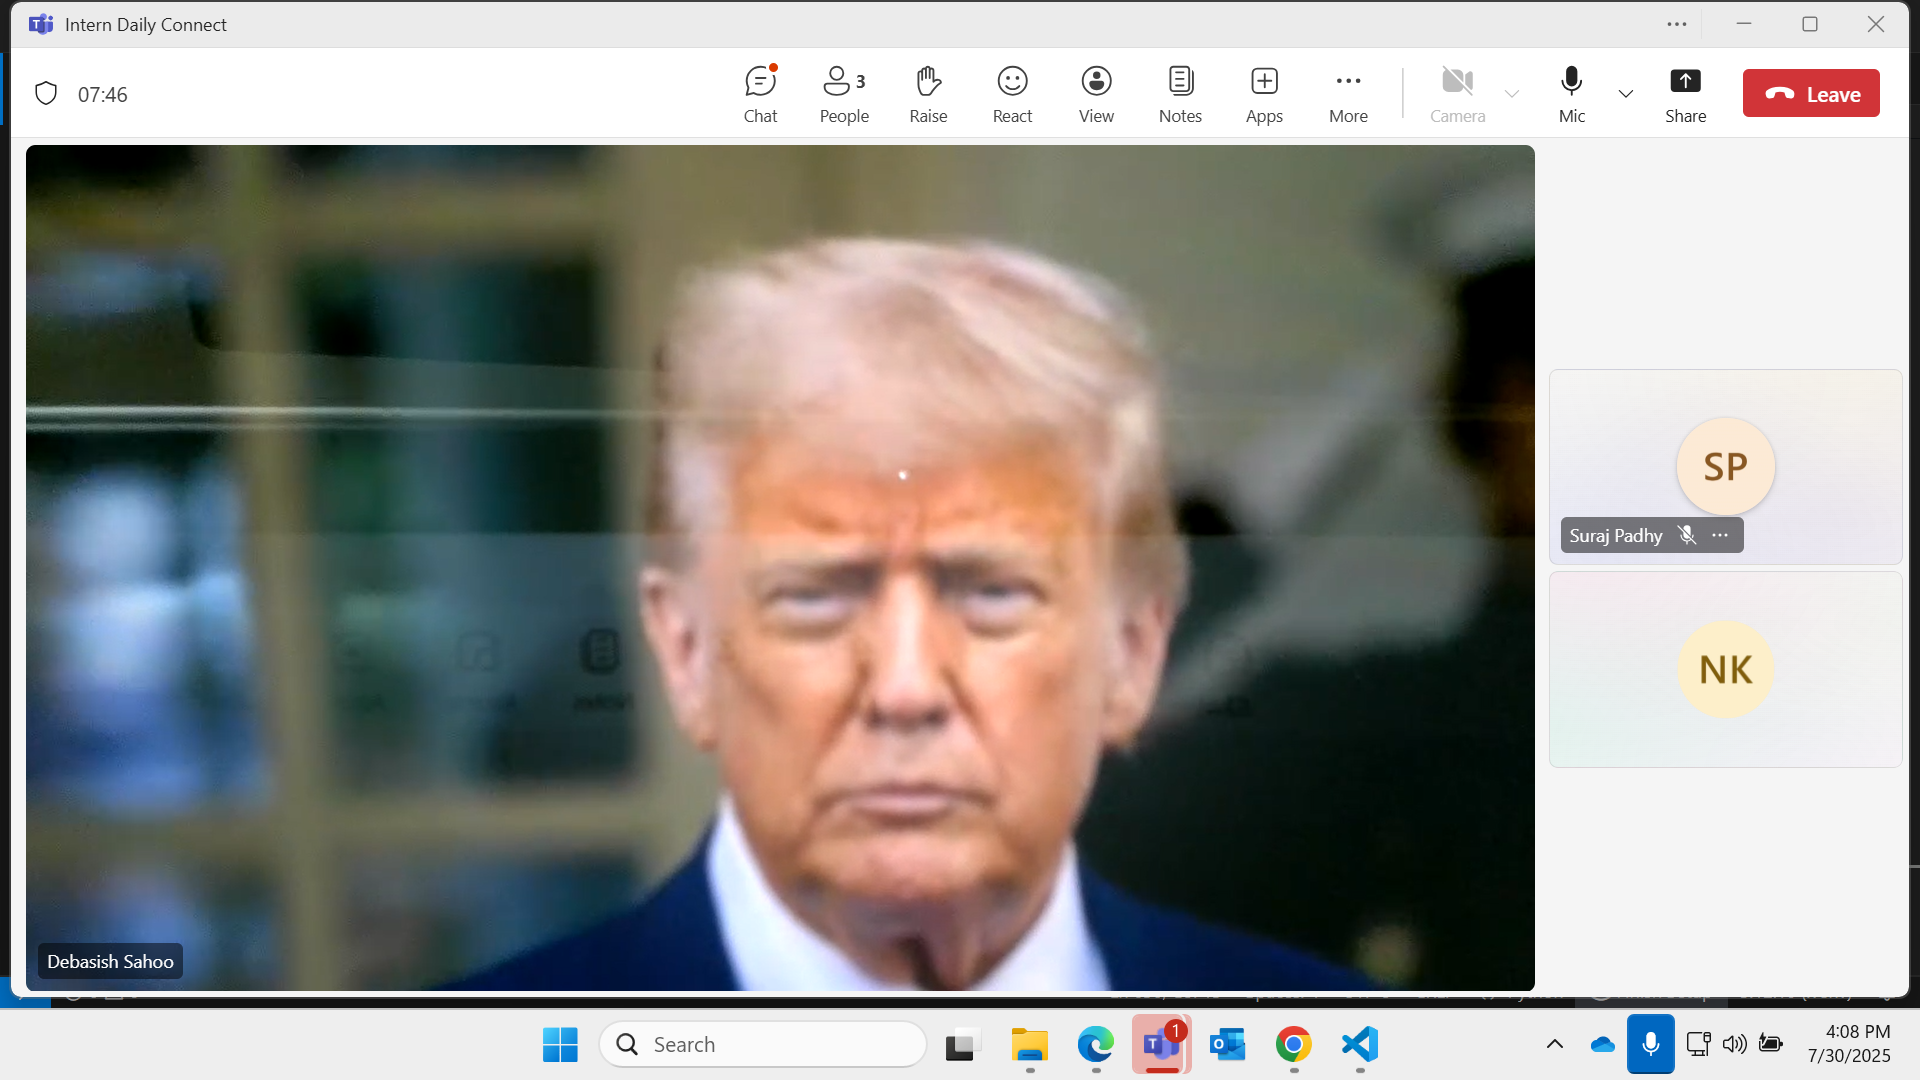 Intern Daily Connect
07:46
Chat
People 3
Raise
React
View
Notes
Apps
More
Camera
Mic
Share
Leave
SP
Suraj Padhy
NK
Debasish Sahoo
Search
1
4:08 PM
7/30/2025